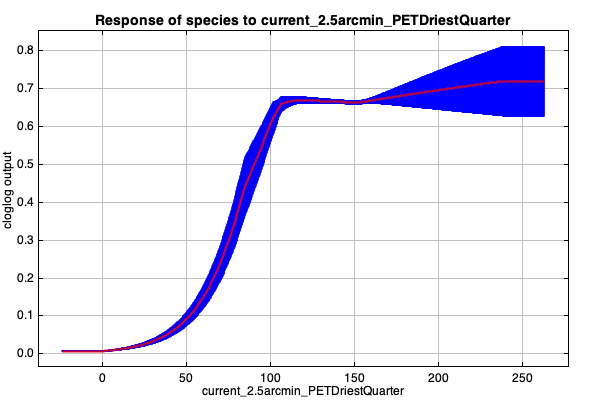 Response of species to current_2.5arcmin_PETDriestQuarter
0.8
0.7
0.6
0.5
0.4
0.3
0.2
0.1
0.0
cloglog output
0 50 100 150 200 250
current_2.5arcmin_PETDriestQuarter